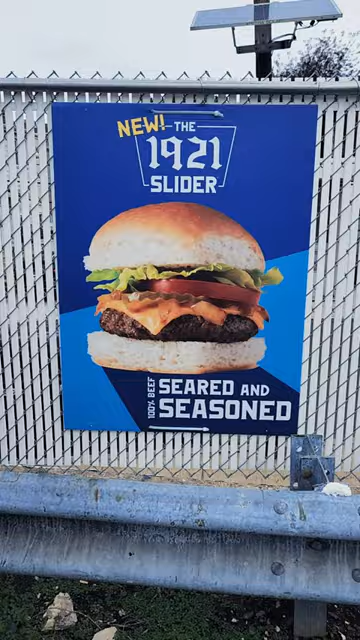 NEW! THE
1921
SLIDER
100% BEEF
SEARED AND
SEASONED